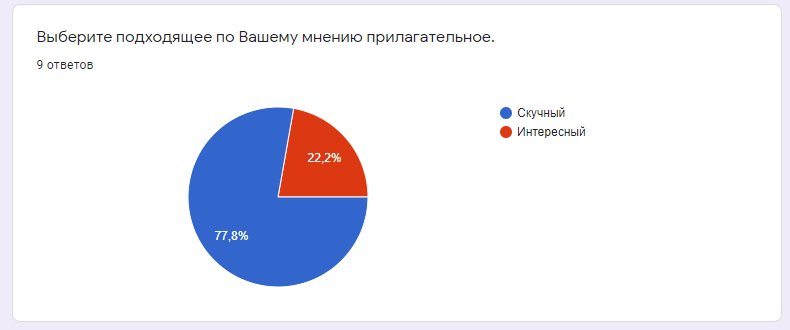 Выберите подходящее по Вашему мнению прилагательное.
9 ответов
Скучный
Интересный
22,2%
77,8%